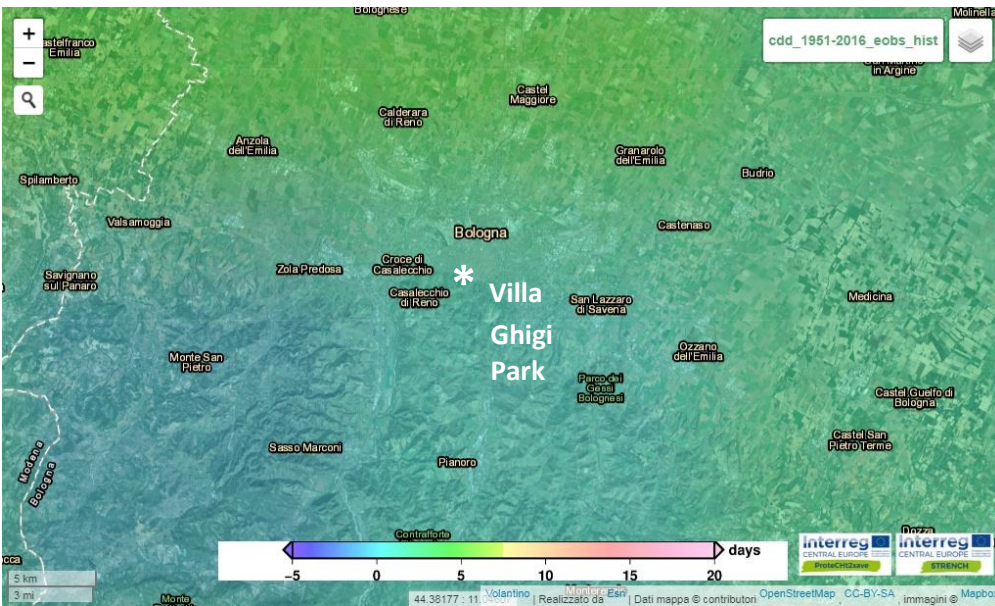 Bolognese
Molinella
+
−
astelfranco
Emilia
cdd_1951-2016_eobs_hist
in Argine
Castel
Maggiore
Calderara
di Reno
Anzola
dell'Emilia
Granarolo
dell'Emilia
Budrio
Spilamberto
Valsamoggia
Bologna
Castenaso
Croce di
Casalecchio
Zola Predosa
Savignano
sul Panaro
*
Villa
Ghigi
Park
Casalecchio
di Reno
San Lazzaro
di Savena
Medicina
Monte San
Pietro
Ozzano
dell'Emilia
Parco dei
Gessi
Bolognesi
Castel Guelfo di
Bologna
Castel San
Pietro Terme
Sasso Marconi
Pianoro
Modena
Bologna
Contrafforte
Dozza
days
−5 0 5 10 15 20
Interreg
CENTRAL EUROPE
ProteCHt2save
Interreg
CENTRAL EUROPE
STRENCH
cca
5 km
3 mi
Monte
44.38177 : 11
Volantino | Realizzato da Esri | Dati mappa © contributori OpenStreetMap CC-BY-SA , immagini © Mapbo